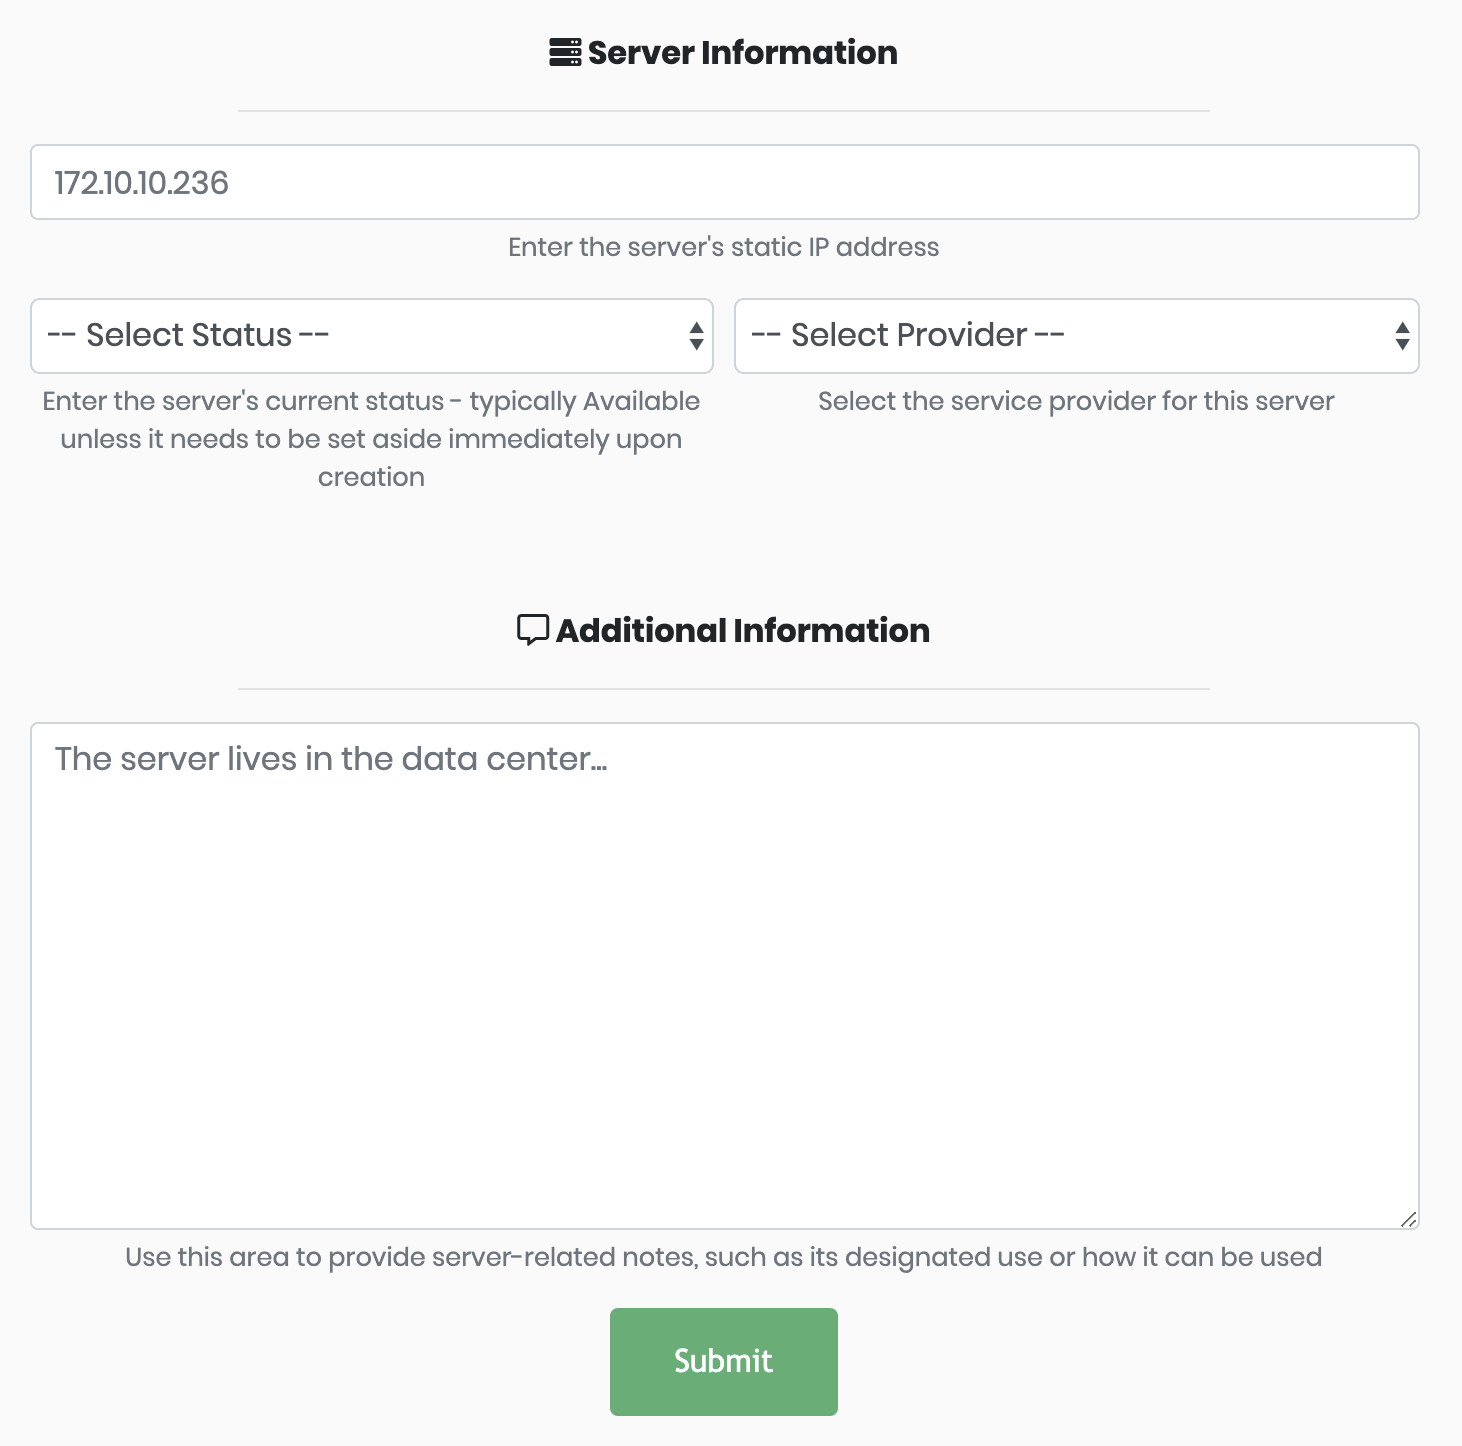 Server Information
172.10.10.236
Enter the server's static IP address
-- Select Status --
-- Select Provider --
Enter the server's current status - typically Available
unless it needs to be set aside immediately upon
creation
Select the service provider for this server
Additional Information
The server lives in the data center...
Use this area to provide server-related notes, such as its designated use or how it can be used
Submit